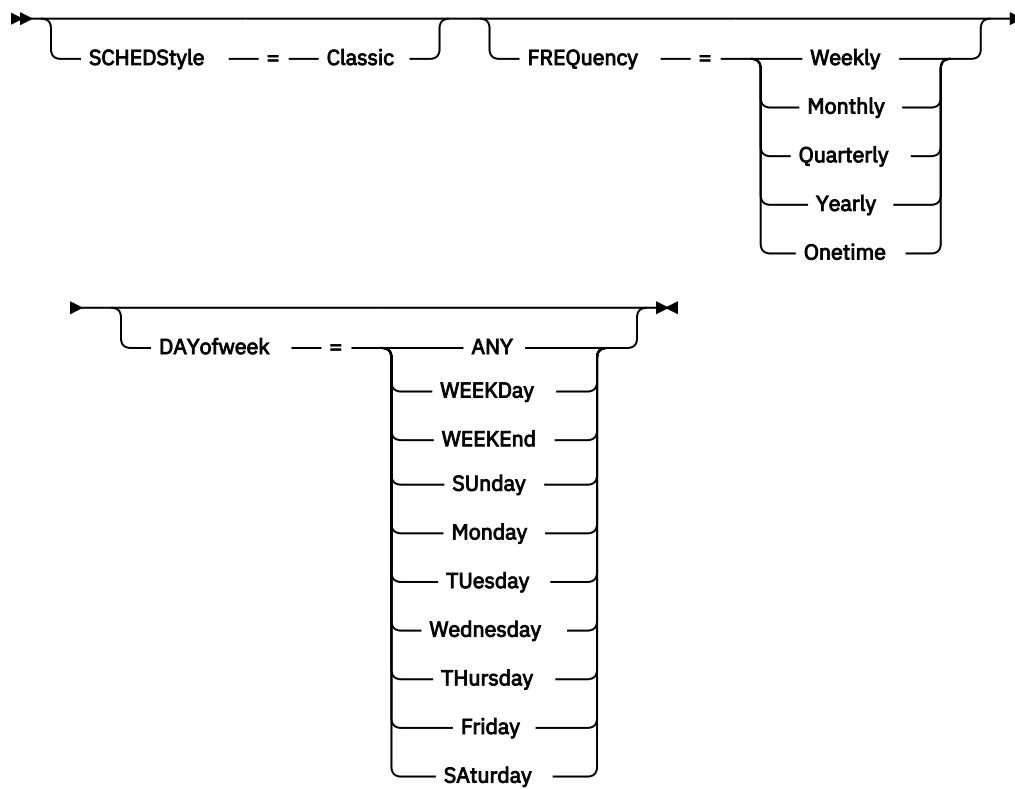 SCHEDStyle = Classic FREQuency = Weekly
Monthly
Quarterly
Yearly
Onetime
DAYofweek = ANY
WEEKDay
WEEKEnd
SUnday
Monday
TUesday
Wednesday
THursday
Friday
SAturday